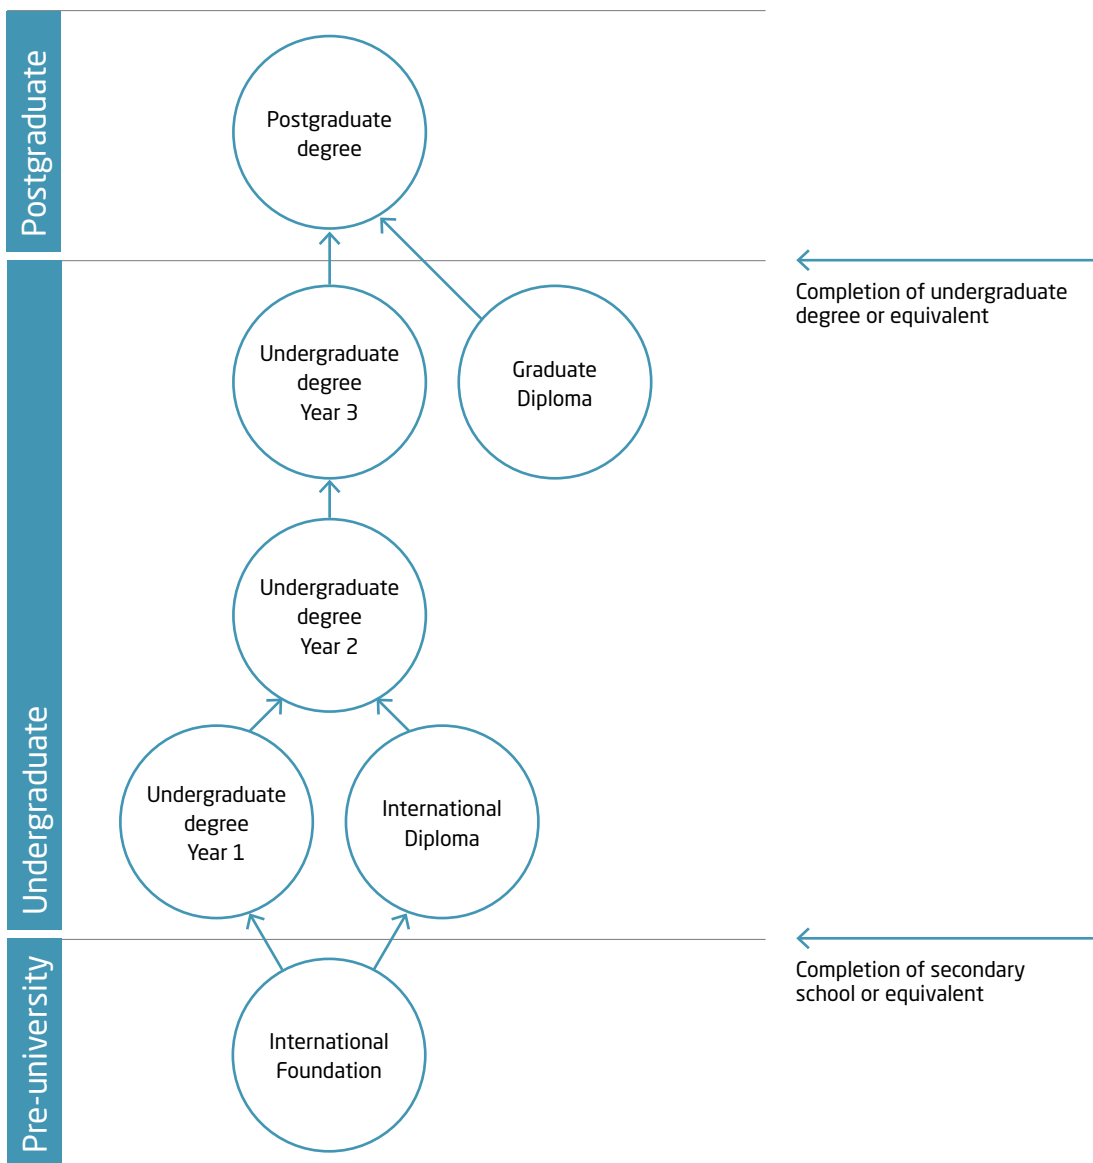 Postgraduate
Postgraduate
degree
Completion of undergraduate
degree or equivalent
Undergraduate
Undergraduate
degree
Year 3
Graduate
Diploma
Undergraduate
degree
Year 2
Undergraduate
degree
Year 1
International
Diploma
Completion of secondary
school or equivalent
Pre-university
International
Foundation